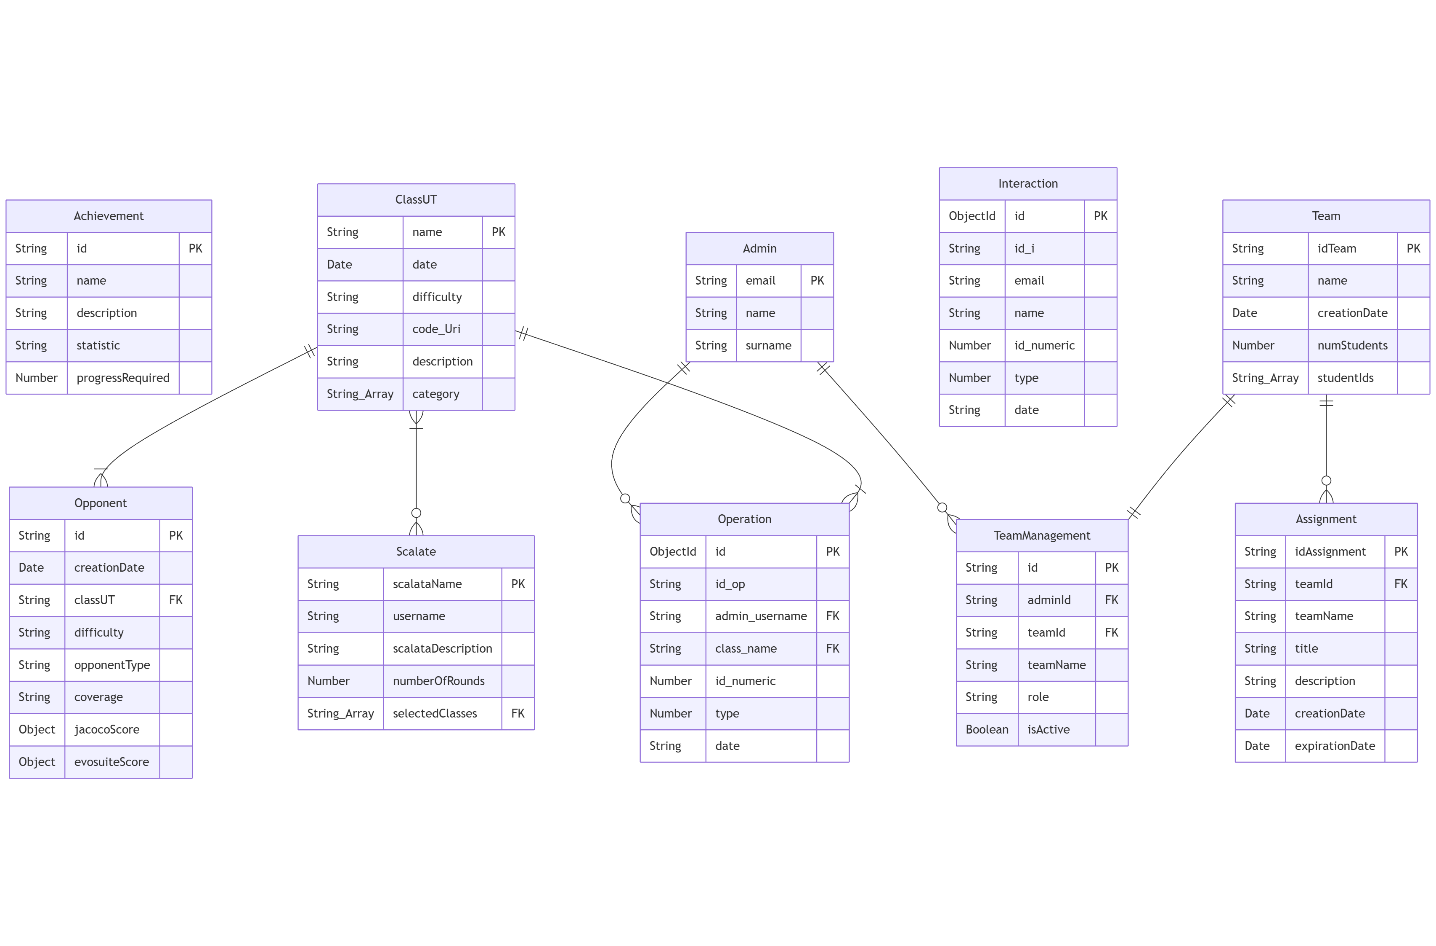 Achievement
String id PK
String name
String description
String statistic
Number progressRequired
ClassUT
String name PK
Date date
String difficulty
String code_Uri
String description
String_Array category
Admin
String email PK
String name
String surname
Interaction
ObjectId id PK
String id_i
String email
String name
Number id_numeric
Number type
String date
Team
String idTeam PK
String name
Date creationDate
Number numStudents
String_Array studentIds
Opponent
String id PK
Date creationDate
String classUT FK
String difficulty
String opponentType
String coverage
Object jacocoScore
Object evosuiteScore
Scalate
String scalataName PK
String username
String scalataDescription
Number numberOfRounds
String_Array selectedClasses FK
Operation
ObjectId id PK
String id_op
String admin_username FK
String class_name FK
Number id_numeric
Number type
String date
TeamManagement
String id PK
String adminId FK
String teamId FK
String teamName
String role
Boolean isActive
Assignment
String idAssignment PK
String teamId FK
String teamName
String title
String description
Date creationDate
Date expirationDate